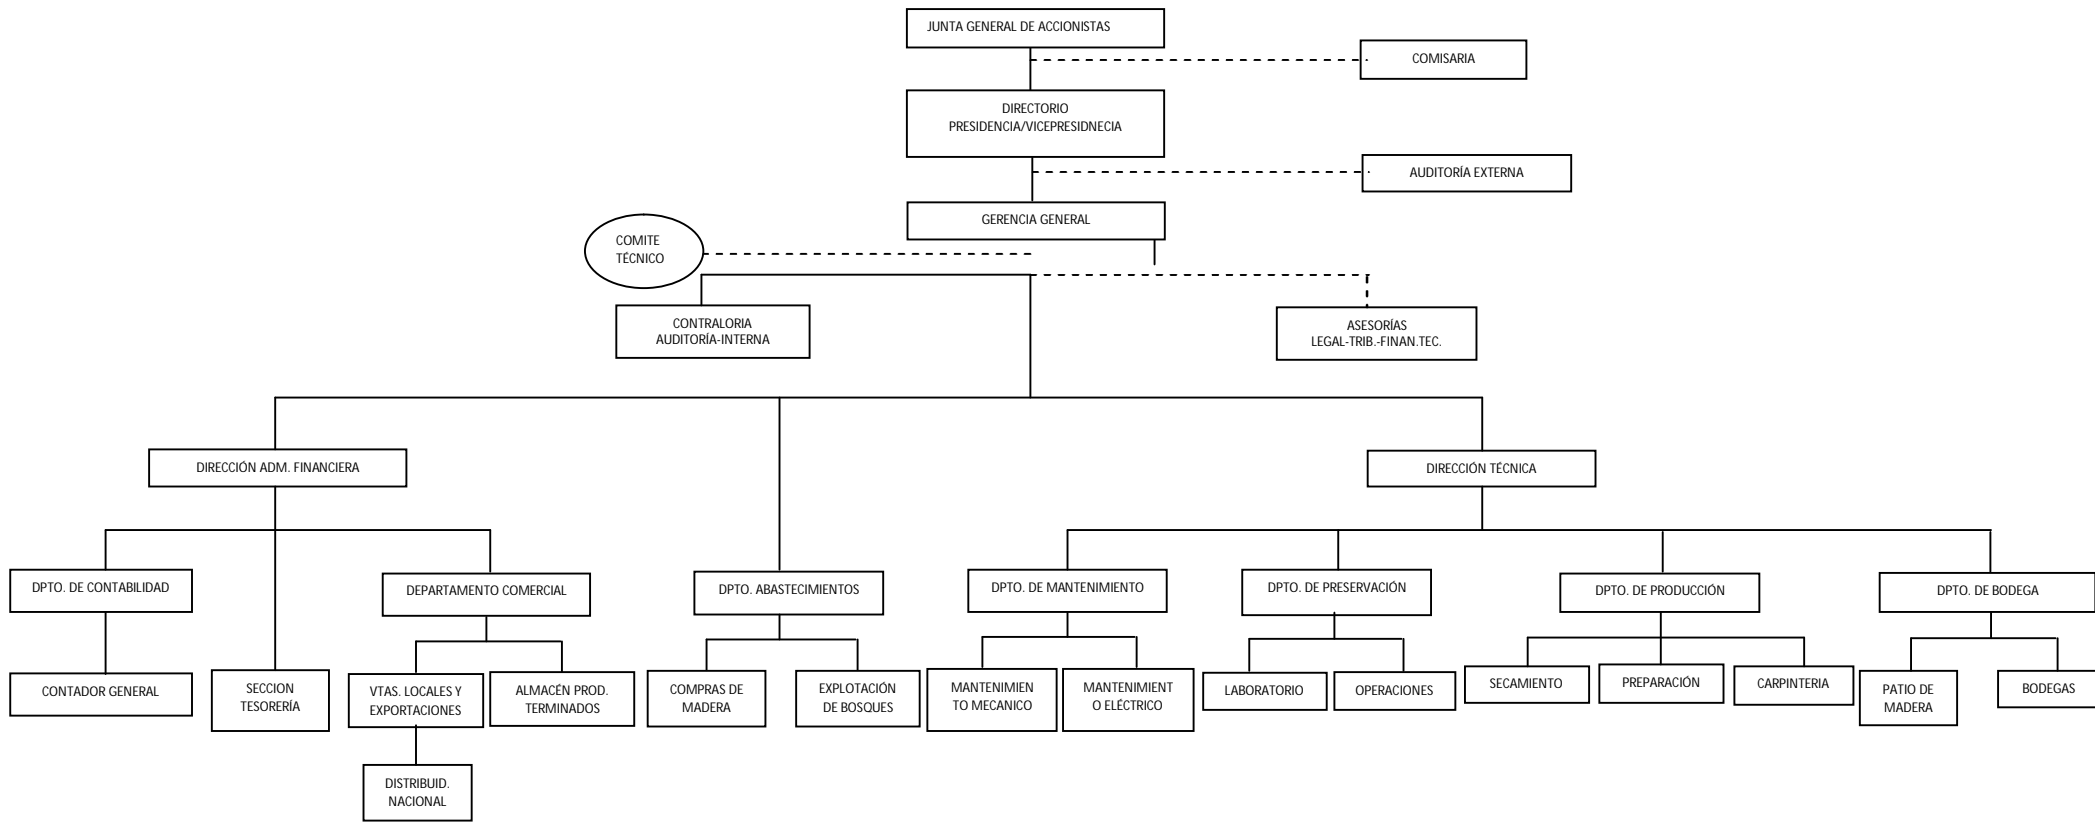 JUNTA GENERAL DE ACCIONISTAS
COMISARIA
DIRECTORIO
PRESIDENCIA/VICEPRESIDNECIA
AUDITORÍA EXTERNA
GERENCIA GENERAL
COMITE
TÉCNICO
CONTRALORIA
AUDITORÍA-INTERNA
ASESORÍAS
LEGAL-TRIB.-FINAN.TEC.
DIRECCIÓN ADM. FINANCIERA
DIRECCIÓN TÉCNICA
DPTO. DE CONTABILIDAD
DEPARTAMENTO COMERCIAL
DPTO. ABASTECIMIENTOS
DPTO. DE MANTENIMIENTO
DPTO. DE PRESERVACIÓN
DPTO. DE PRODUCCIÓN
DPTO. DE BODEGA
CONTADOR GENERAL
SECCION
TESORERÍA
VTAS. LOCALES Y
EXPORTACIONES
ALMACÉN PROD.
TERMINADOS
COMPRAS DE
MADERA
EXPLOTACIÓN
DE BOSQUES
MANTENIMIEN
TO MECANICO
MANTENIMIENT
O ELÉCTRICO
LABORATORIO
OPERACIONES
SECAMIENTO
PREPARACIÓN
CARPINTERIA
PATIO DE
MADERA
BODEGAS
DISTRIBUID.
NACIONAL